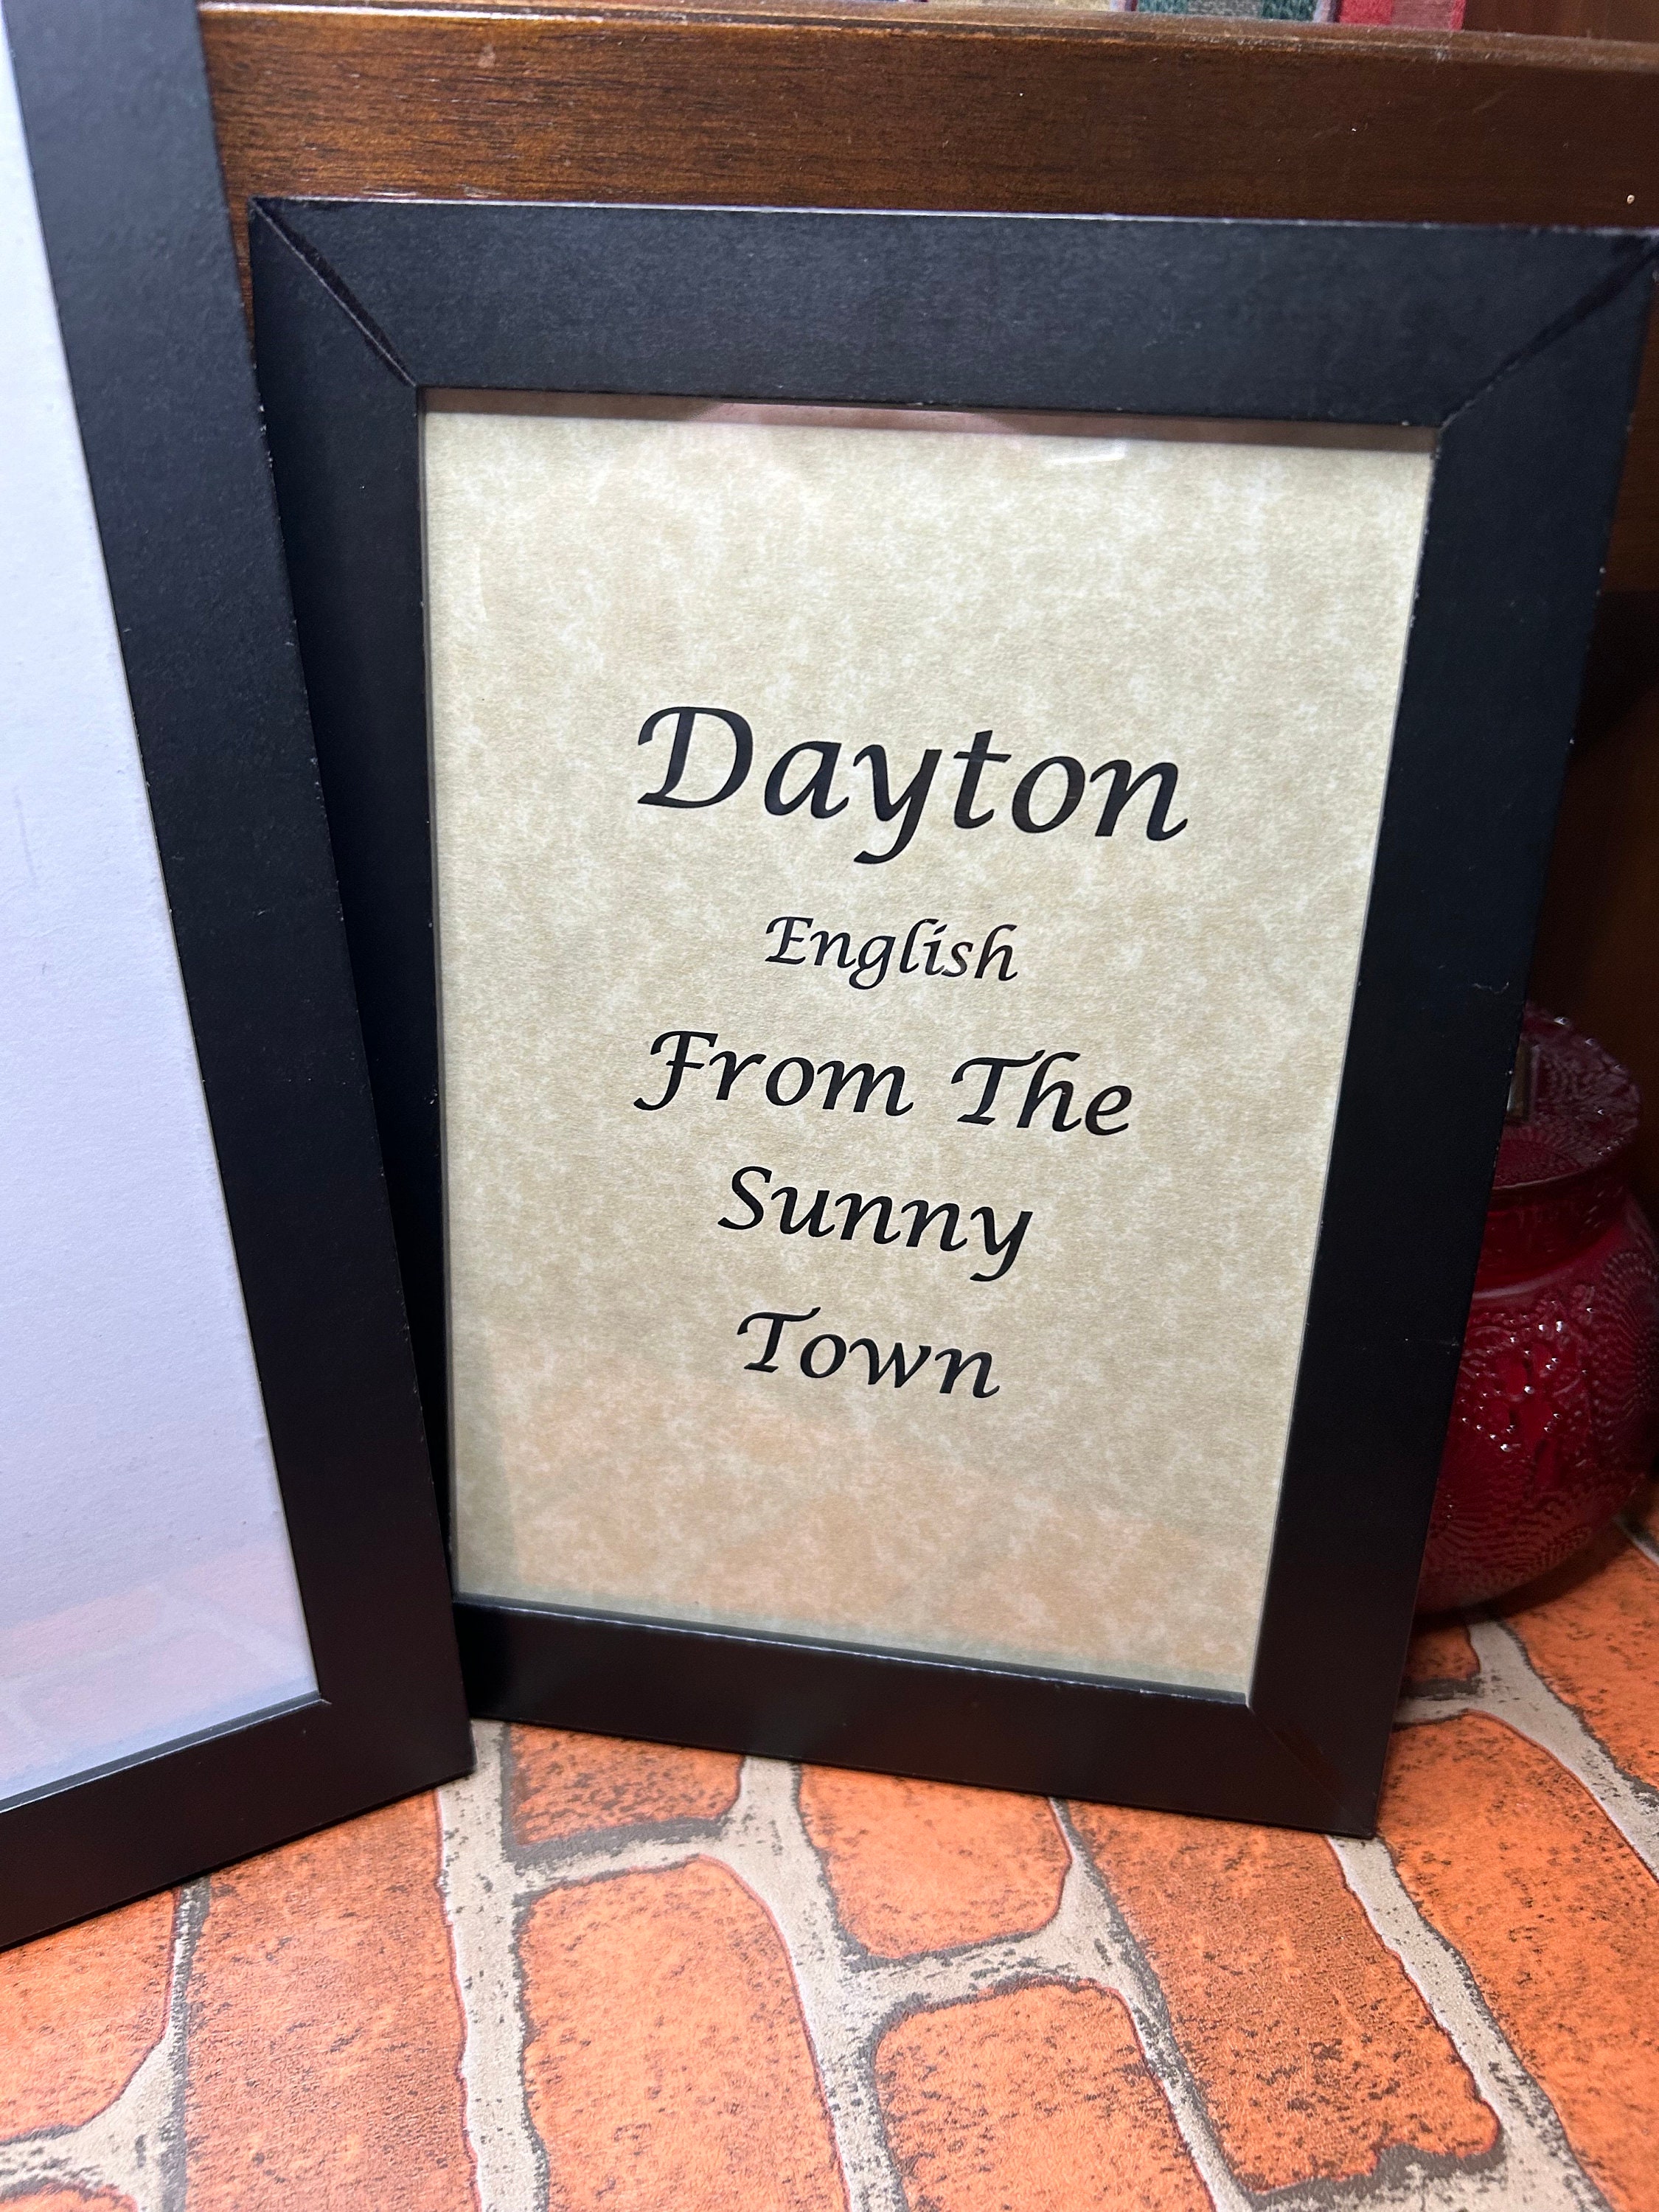 Dayton
English
From The
Sunny
Town